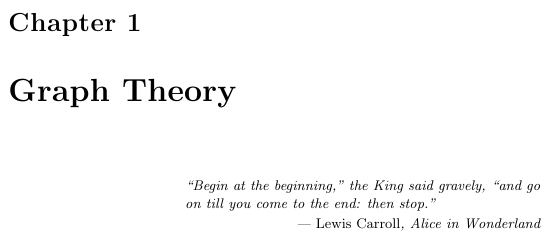 Chapter 1
Graph Theory
“Begin at the beginning,” the King said gravely, “and go
on till you come to the end: then stop.”
— Lewis Carroll, Alice in Wonderland